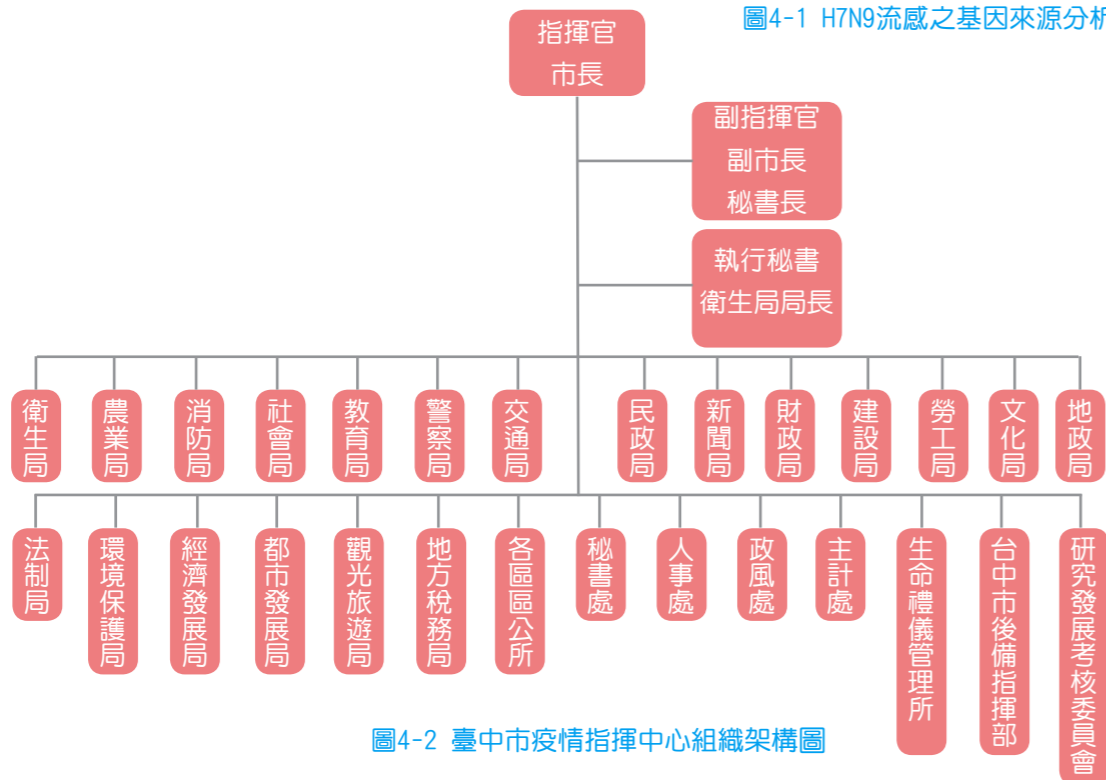 圖4-1 H7N9流感之基因來源分析
指揮官
市長
副指揮官
副市長
秘書長
執行秘書
衛生局局長
衛生局
農業局
消防局
社會局
教育局
警察局
交通局
民政局
新聞局
財政局
建設局
勞工局
文化局
地政局
法制局
環境保護局
經濟發展局
都市發展局
觀光旅遊局
地方稅務局
各區區公所
秘書處
人事處
政風處
主計處
生命禮儀管理所
台中市後備指揮部
研究發展考核委員會
圖4-2 臺中市疫情指揮中心組織架構圖